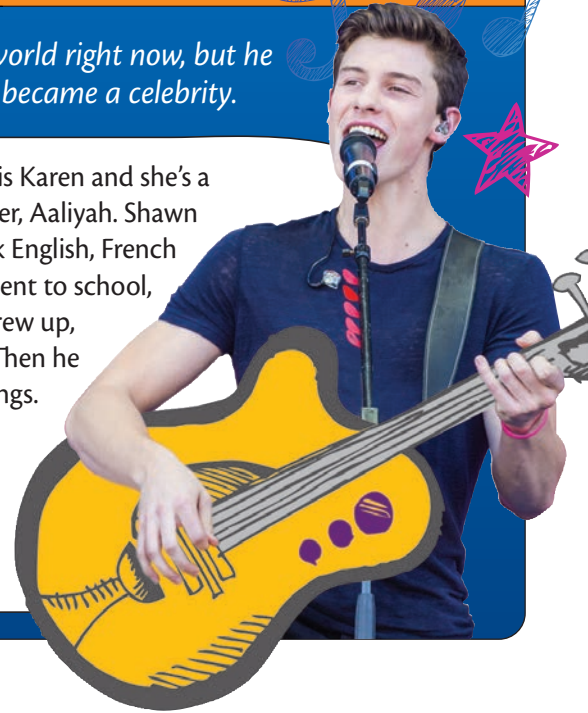 world right now, but he
became a celebrity.
is Karen and she's a
er, Aaliyah. Shawn
k English, French
ent to school,
rew up,
Then he
ngs.